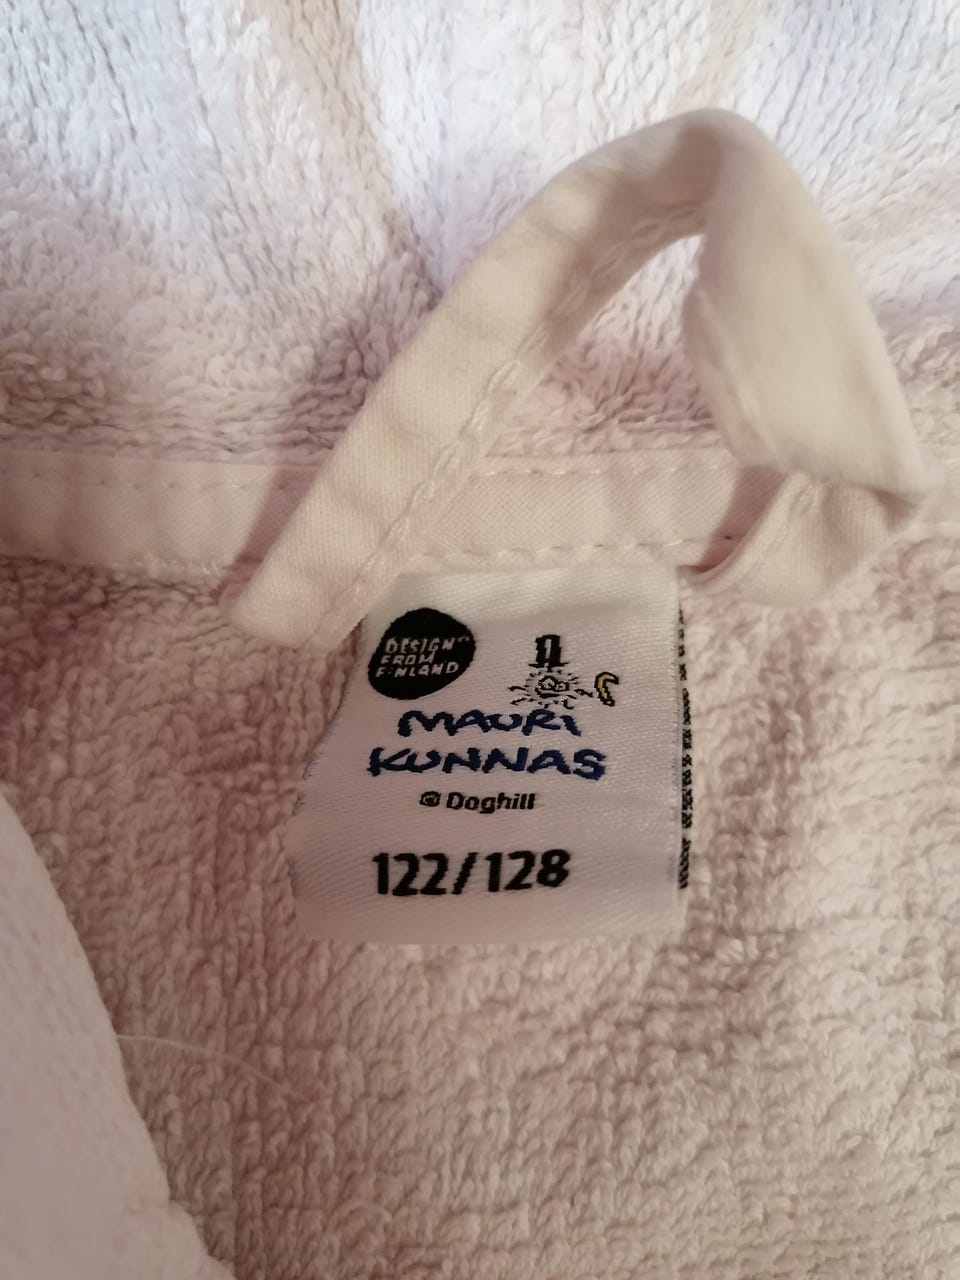 DESIGN
FROM
FINLAND
MAURI
KUNNAS
@ Doghill
122/128